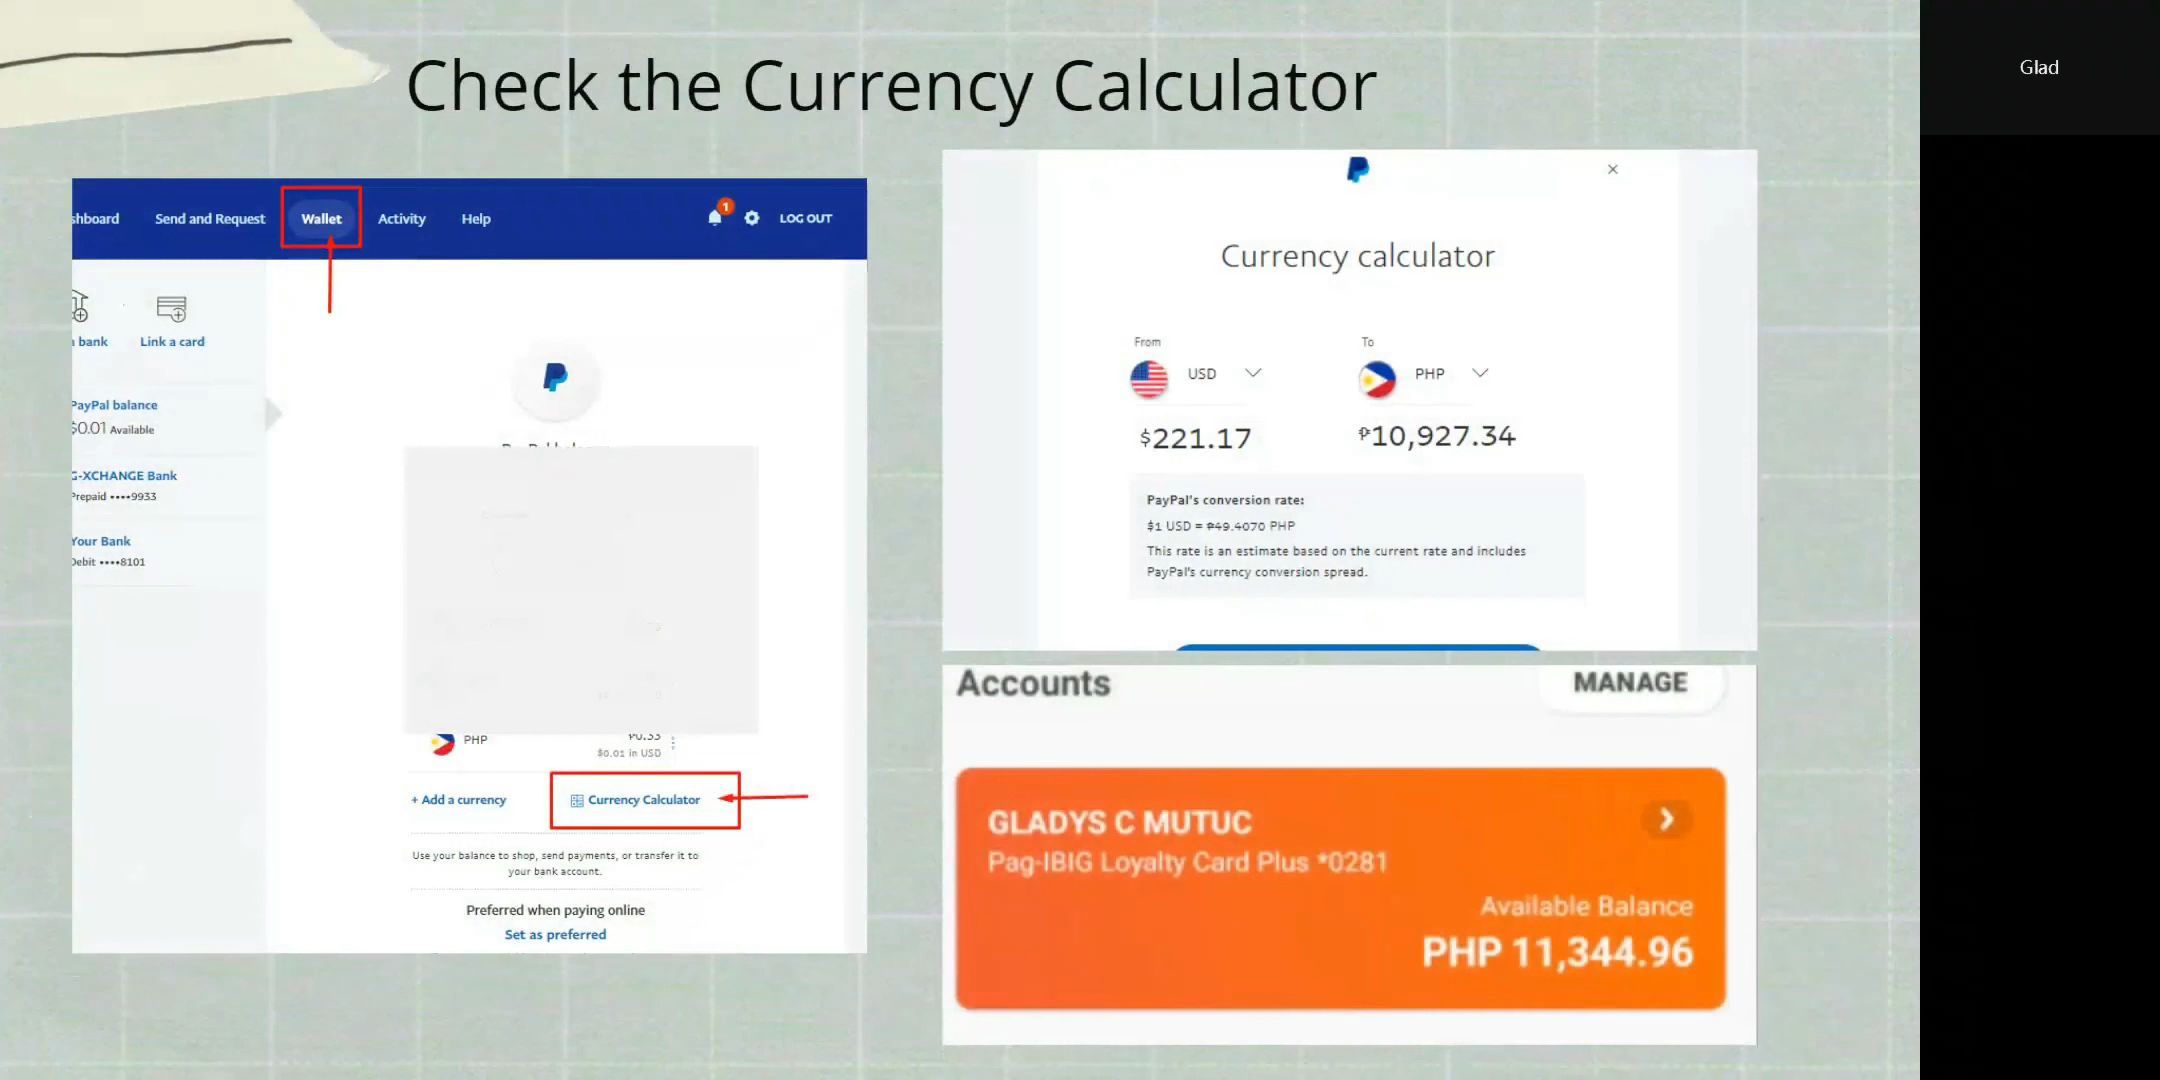 Check the Currency Calculator
Glad
shboard Send and Request Wallet Activity Help 1 LOG OUT
bank Link a card
PayPal balance
$0.01 Available
G-XCHANGE Bank
Prepaid ••••9933
Your Bank
Debit ••••8101
PHP
$0.01 in USD
+ Add a currency Currency Calculator
Use your balance to shop, send payments, or transfer it to
your bank account.
Preferred when paying online
Set as preferred
×
Currency calculator
From To
USD PHP
$221.17 ₱10,927.34
PayPal's conversion rate:
$1 USD = ₱49.4070 PHP
This rate is an estimate based on the current rate and includes
PayPal's currency conversion spread.
Accounts MANAGE
GLADYS C MUTUC
Pag-IBIG Loyalty Card Plus *0281
Available Balance
PHP 11,344.96